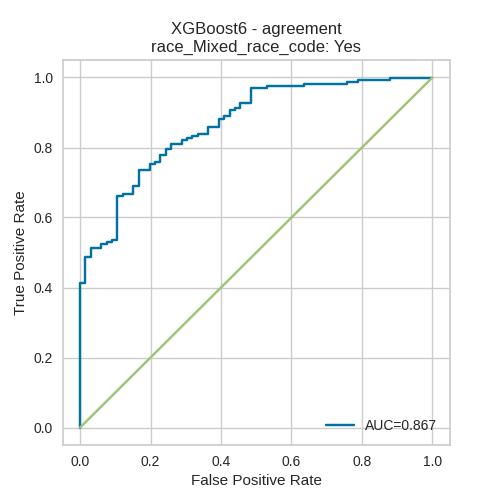 XGBoost6 - agreement
race_Mixed_race_code: Yes
1.0
0.8
0.6
0.4
0.2
0.0
True Positive Rate
AUC=0.867
0.0 0.2 0.4 0.6 0.8 1.0
False Positive Rate